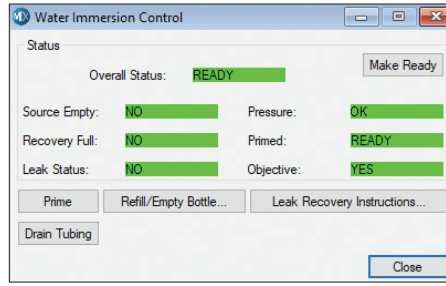 MX Water Immersion Control
Status
Overall Status: READY
Make Ready
Source Empty: NO Pressure: OK
Recovery Full: NO Primed: READY
Leak Status: NO Objective: YES
Prime Refill/Empty Bottle... Leak Recovery Instructions...
Drain Tubing
Close